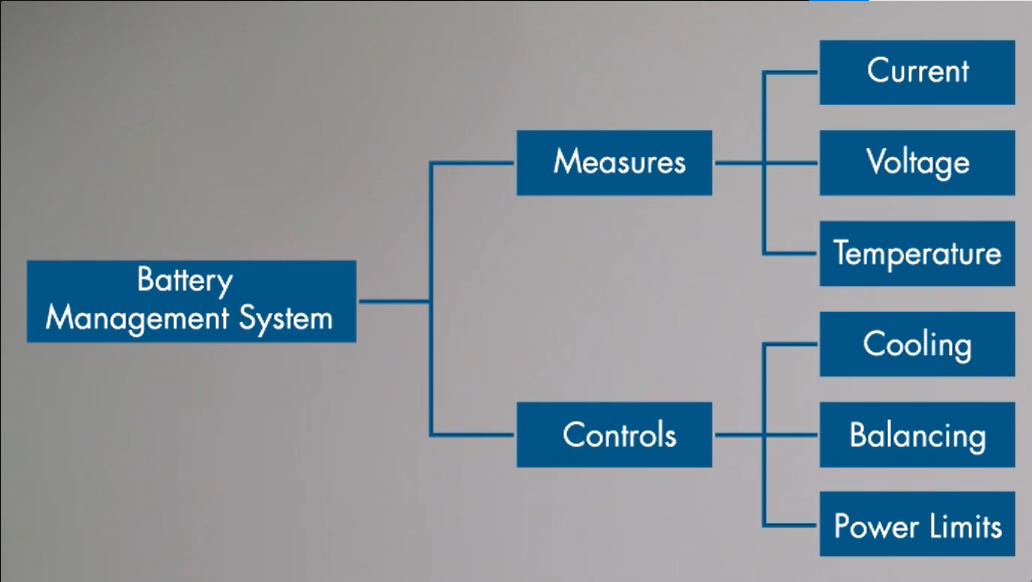 Battery
Management System
Measures
Current
Voltage
Temperature
Controls
Cooling
Balancing
Power Limits